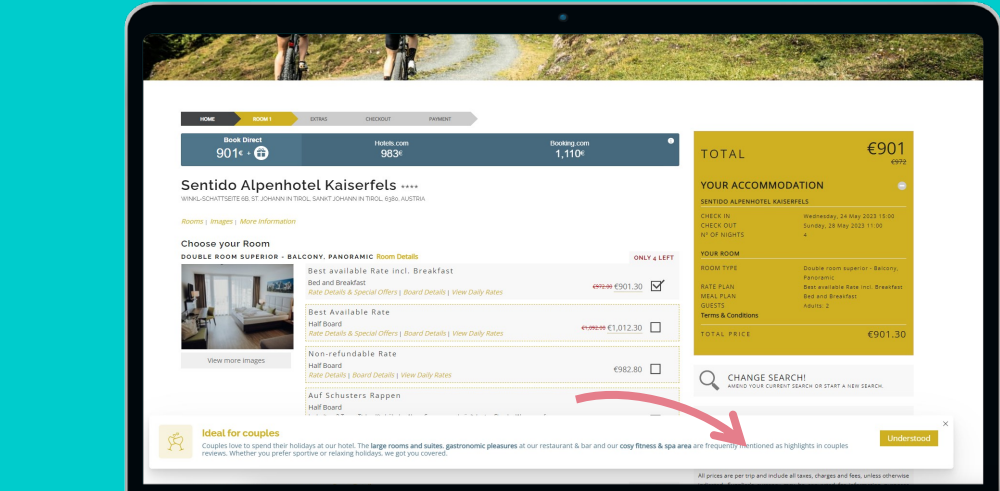 HOME ROOM 1 EXTRAS CHECKOUT PAYMENT
Book Direct
901€ +
Hotels.com
983€
Booking.com
1,110€
Sentido Alpenhotel Kaiserfels ****
WINKL-SCHATTSEITE 6B. ST. JOHANN IN TIROL, SANKT JOHANN IN TIROL, 6380, AUSTRIA
Rooms | Images | More Information
Choose your Room
DOUBLE ROOM SUPERIOR - BALCONY, PANORAMIC Room Details
ONLY 4 LEFT
Best available Rate incl. Breakfast
Bed and Breakfast
Rate Details & Special Offers | Board Details | View Daily Rates
€972.90 €901.30
Best Available Rate
Half Board
Rate Details & Special Offers | Board Details | View Daily Rates
€1,012.30
Non-refundable Rate
Half Board
Rate Details | Board Details | View Daily Rates
€982.80
Auf Schusters Rappen
Half Board
View more images
TOTAL €901
€972
YOUR ACCOMMODATION
SENTIDO ALPENHOTEL KAISERFELS
CHECK IN Wednesday, 24 May 2023 15:00
CHECK OUT Sunday, 28 May 2023 11:00
Nº OF NIGHTS 4
YOUR ROOM
ROOM TYPE Double room superior - Balcony,
Panoramic
RATE PLAN Best available Rate incl. Breakfast
MEAL PLAN Bed and Breakfast
GUESTS Adults: 2
Terms & Conditions
TOTAL PRICE €901.30
CHANGE SEARCH!
AMEND YOUR CURRENT SEARCH OR START A NEW SEARCH.
Ideal for couples
Couples love to spend their holidays at our hotel. The large rooms and suites, gastronomic pleasures at our restaurant & bar and our cosy fitness & spa area are frequently mentioned as highlights in couples
reviews. Whether you prefer sportive or relaxing holidays, we got you covered.
Understood
All prices are per trip and include all taxes, charges and fees, unless otherwise